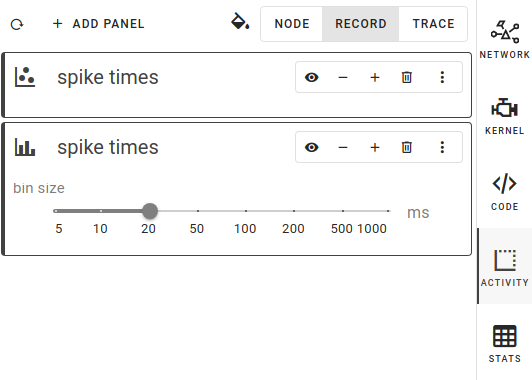 ADD PANEL
NODE
RECORD
TRACE
spike times
spike times
bin size
ms
5 10 20 50 100 200 500 1000
NETWORK
KERNEL
CODE
ACTIVITY
STATS